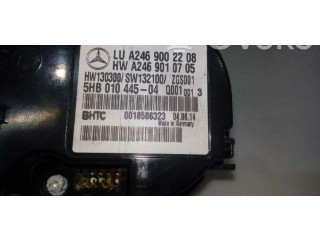 LU A246 900 22 08
HW A246 901 07 05
HW130300/ SW132100/ ZGS001
5HB 010 445-04 Q001 001 3
BHTC 0018586323 04.06.14
Made in Germany